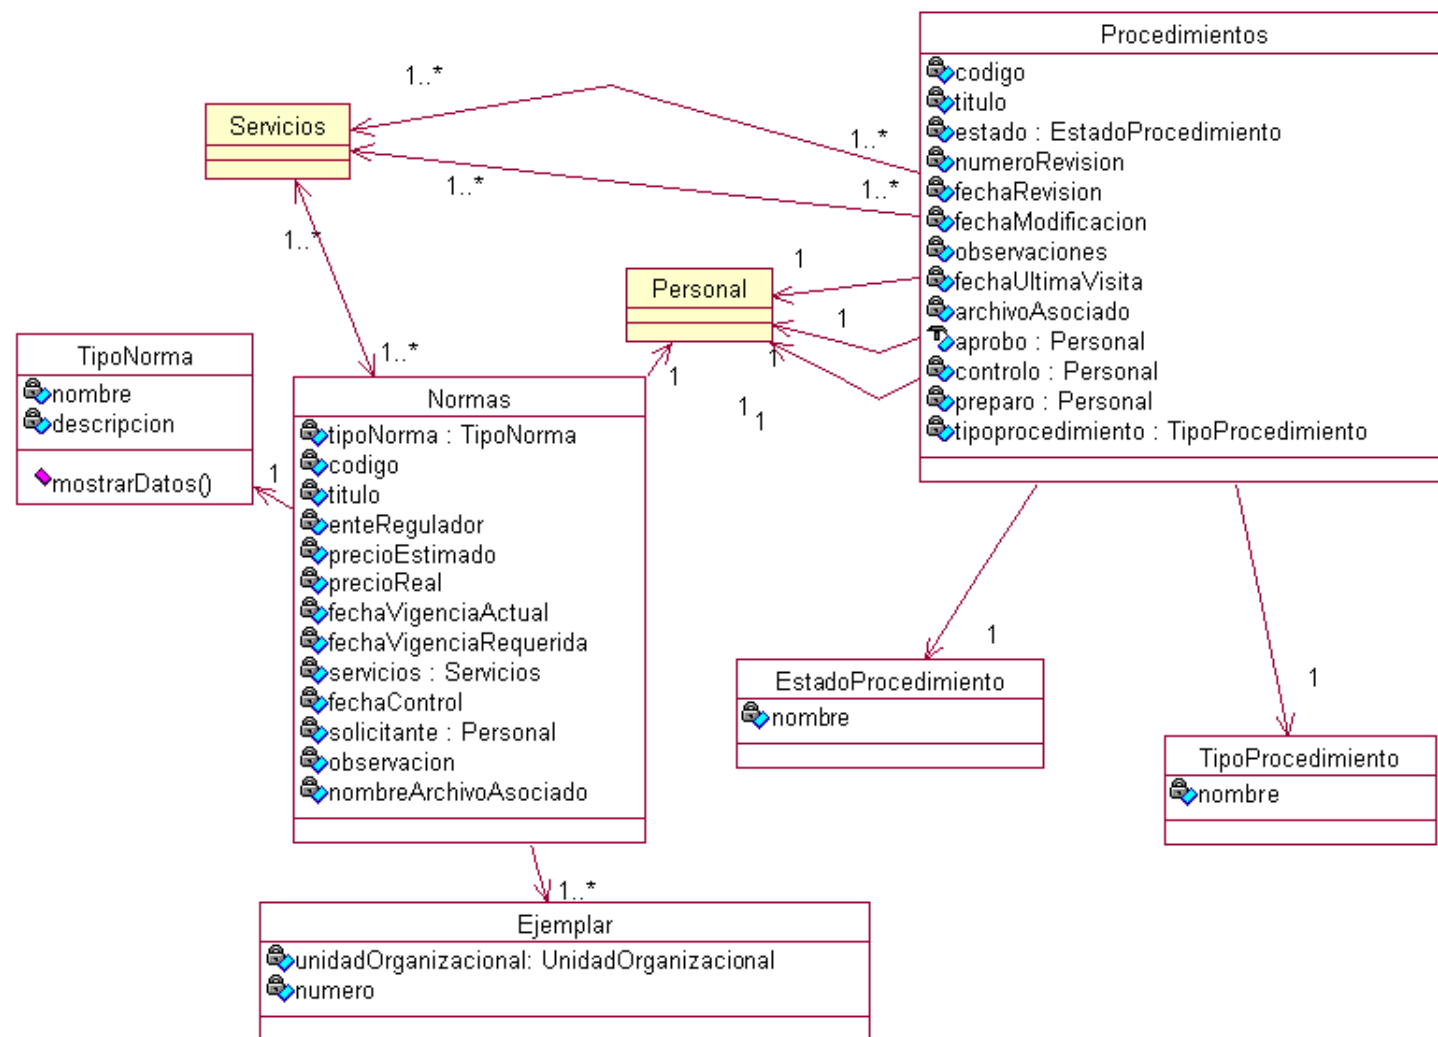 Procedimientos
codigo
titulo
estado : EstadoProcedimiento
numeroRevision
fechaRevision
fechaModificacion
observaciones
fechaUltimaVisita
archivoAsociado
aprobo : Personal
controlo : Personal
preparo : Personal
tipoprocedimiento : TipoProcedimiento
1..*
1..*
1..*
1..*
Servicios
1..*
1..*
Personal
1
1
1
1
1
1
TipoNorma
nombre
descripcion
mostrarDatos()
1
Normas
tipoNorma : TipoNorma
codigo
titulo
enteRegulador
precioEstimado
precioReal
fechaVigenciaActual
fechaVigenciaRequerida
servicios : Servicios
fechaControl
solicitante : Personal
observacion
nombreArchivoAsociado
1
EstadoProcedimiento
nombre
1
TipoProcedimiento
nombre
1..*
Ejemplar
unidadOrganizacional: UnidadOrganizacional
numero